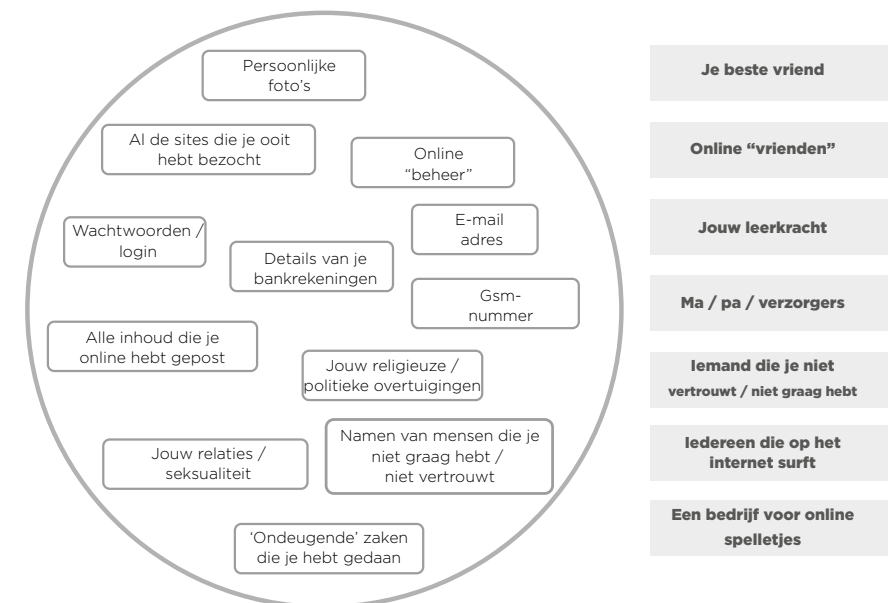 Persoonlijke
foto's
Al de sites die je ooit
hebt bezocht
Online
“beheer”
Wachtwoorden /
login
E-mail
adres
Details van je
bankrekeningen
Gsm-
nummer
Alle inhoud die je
online hebt gepost
Jouw religieuze /
politieke overtuigingen
Jouw relaties /
seksualiteit
Namen van mensen die je
niet graag hebt /
niet vertrouwt
‘Ondeugende’ zaken
die je hebt gedaan
Je beste vriend
Online “vrienden”
Jouw leerkracht
Ma / pa / verzorgers
Iemand die je niet
vertrouwt / niet graag hebt
Iedereen die op het
internet surft
Een bedrijf voor online
spelletjes